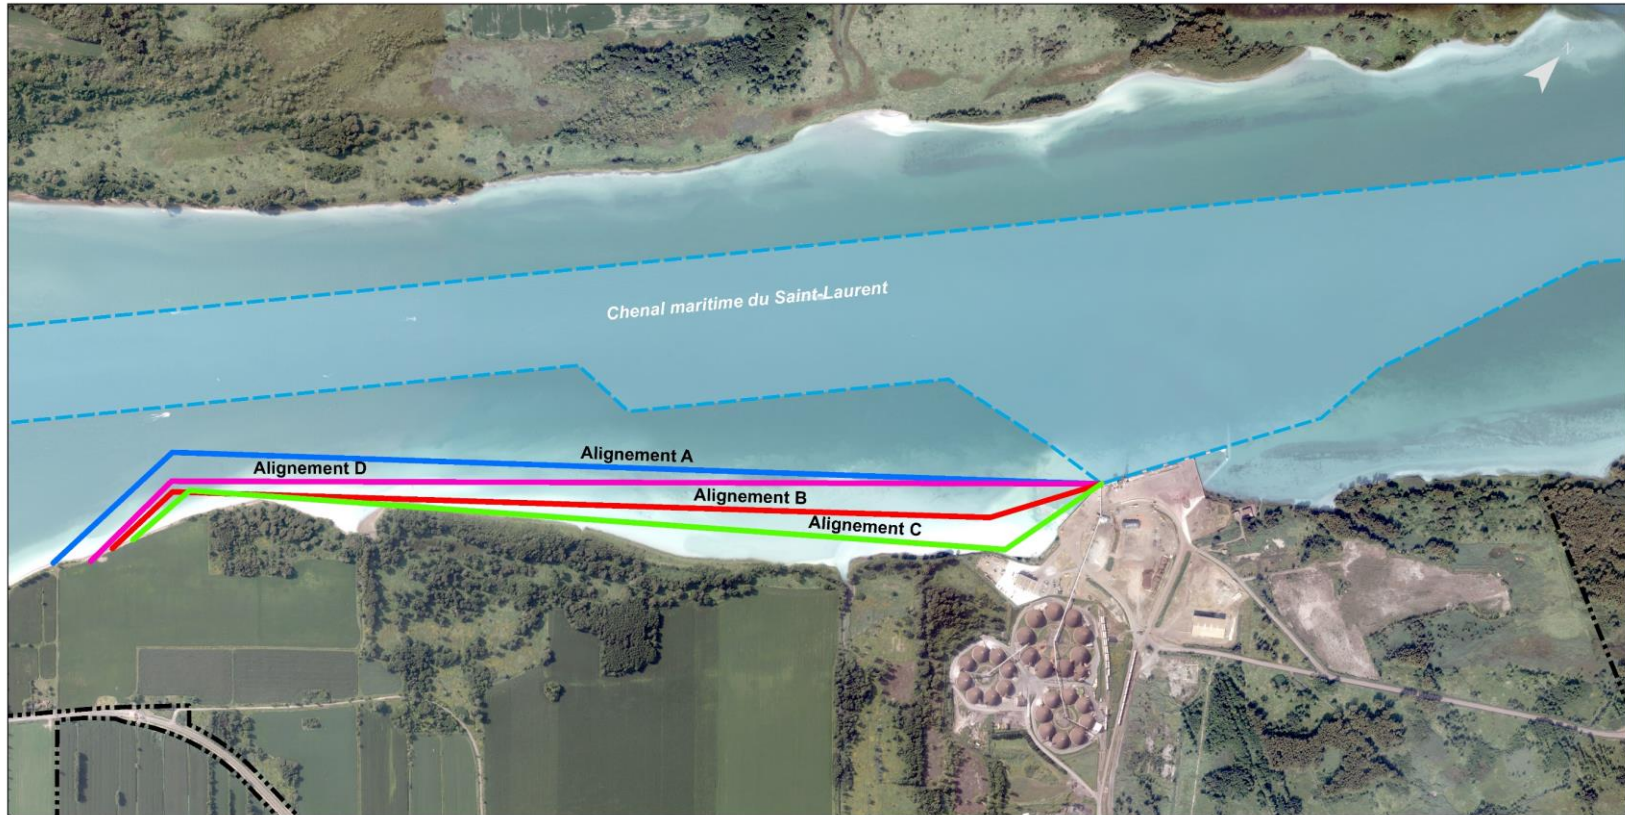 Chenal maritime du Saint-Laurent
Alignement A
Alignement D
Alignement B
Alignement C